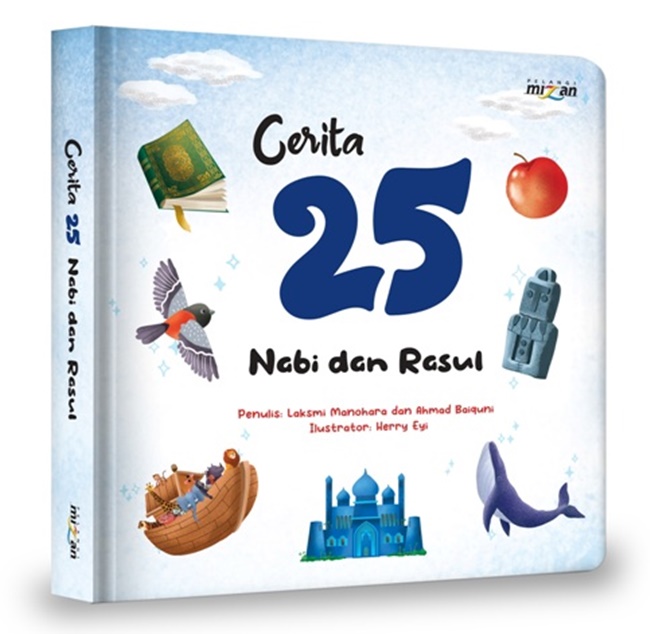 Cerita 25 Nabi dan Rasul
mizan
PELANGI
mizan
Cerita
25
Nabi dan Rasul
Penulis: Laksmi Manohara dan Ahmad Baiquni
Ilustrator: Herry Eyi